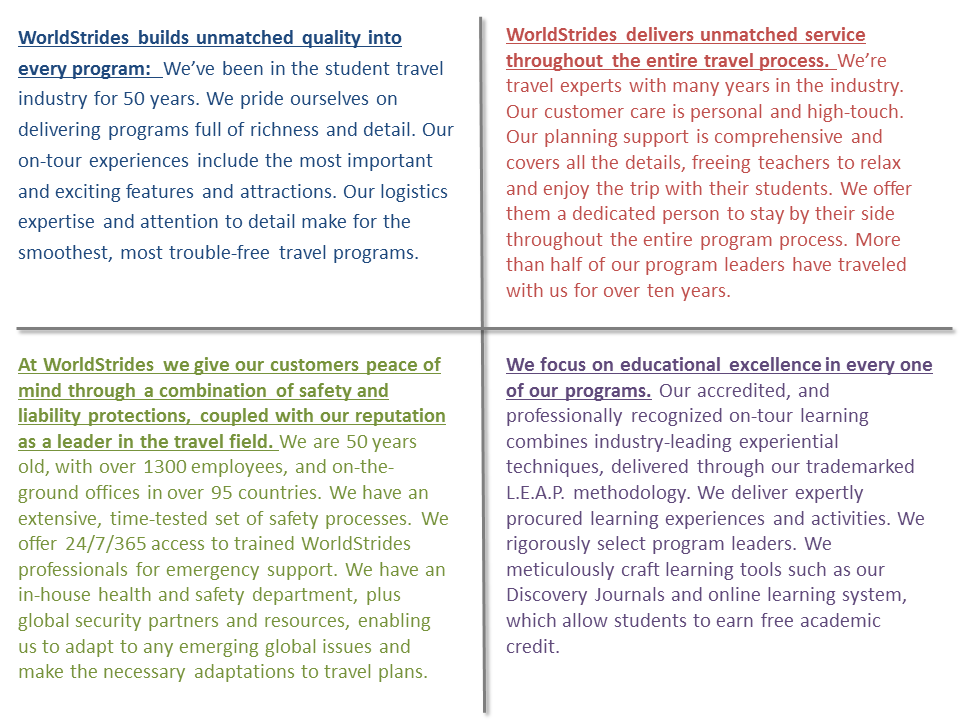 WorldStrides builds unmatched quality into
every program: We’ve been in the student travel
industry for 50 years. We pride ourselves on
delivering programs full of richness and detail. Our
on-tour experiences include the most important
and exciting features and attractions. Our logistics
expertise and attention to detail make for the
smoothest, most trouble-free travel programs.
WorldStrides delivers unmatched service
throughout the entire travel process. We’re
travel experts with many years in the industry.
Our customer care is personal and high-touch.
Our planning support is comprehensive and
covers all the details, freeing teachers to relax
and enjoy the trip with their students. We offer
them a dedicated person to stay by their side
throughout the entire program process. More
than half of our program leaders have traveled
with us for over ten years.
At WorldStrides we give our customers peace of
mind through a combination of safety and
liability protections, coupled with our reputation
as a leader in the travel field. We are 50 years
old, with over 1300 employees, and on-the-
ground offices in over 95 countries. We have an
extensive, time-tested set of safety processes. We
offer 24/7/365 access to trained WorldStrides
professionals for emergency support. We have an
in-house health and safety department, plus
global security partners and resources, enabling
us to adapt to any emerging global issues and
make the necessary adaptations to travel plans.
We focus on educational excellence in every one
of our programs. Our accredited, and
professionally recognized on-tour learning
combines industry-leading experiential
techniques, delivered through our trademarked
L.E.A.P. methodology. We deliver expertly
procured learning experiences and activities. We
rigorously select program leaders. We
meticulously craft learning tools such as our
Discovery Journals and online learning system,
which allow students to earn free academic
credit.